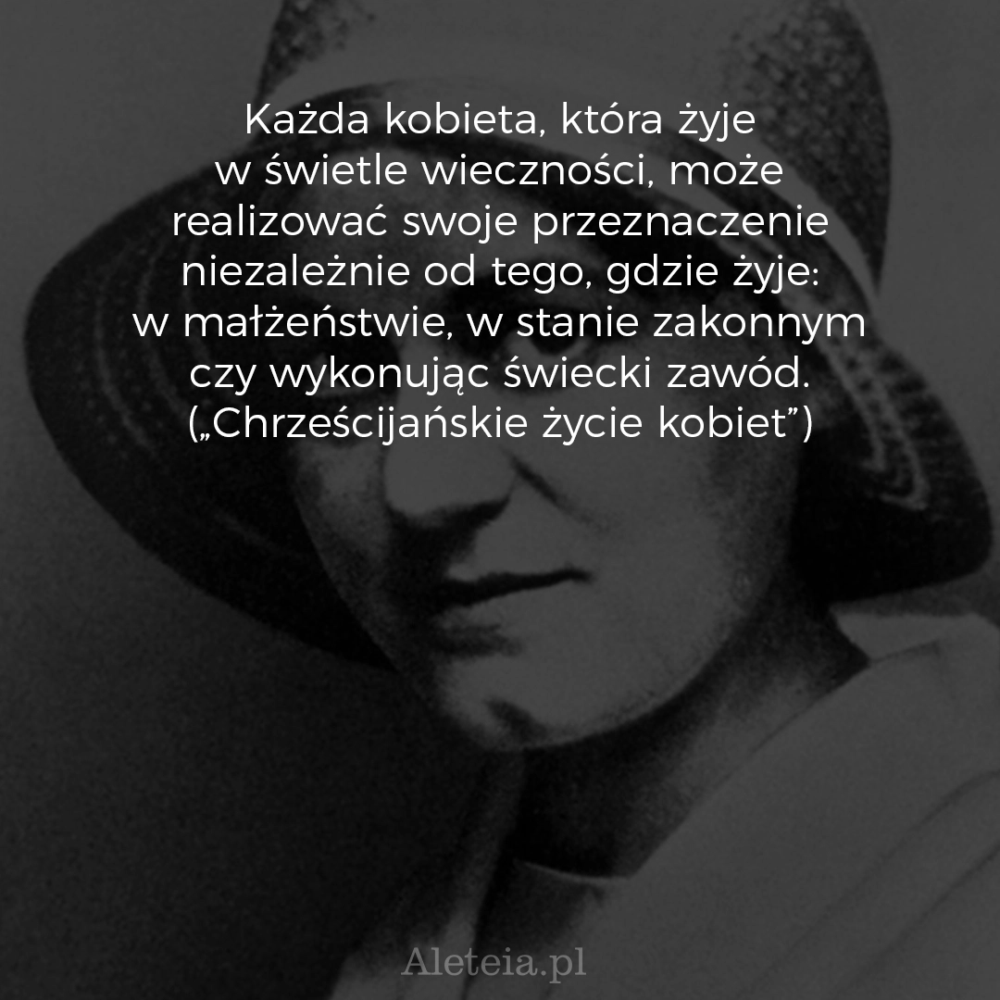 Każda kobieta, która żyje
w świetle wieczności, może
realizować swoje przeznaczenie
niezależnie od tego, gdzie żyje:
w małżeństwie, w stanie zakonnym
czy wykonując świecki zawód.
(„Chrześcijańskie życie kobiet”)
Aleteia.pl